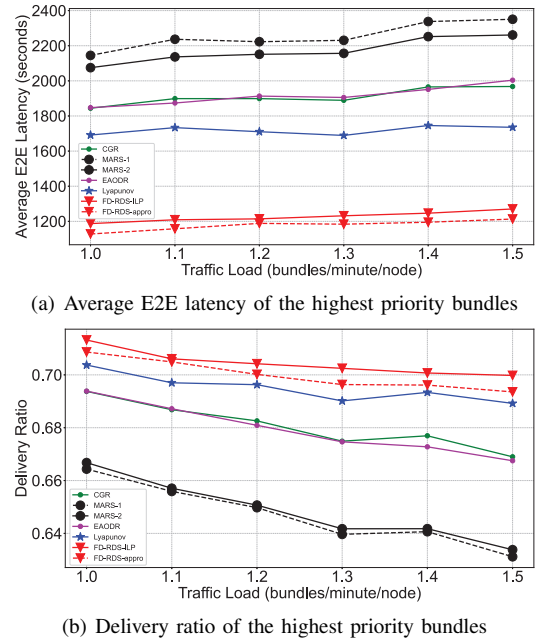 2400
2200
2000
1800
1600
1400
1200
Average E2E Latency (seconds)
CGR
MARS-1
MARS-2
EAODR
Lyapunov
FD-RDS-ILP
FD-RDS-appro
1.0 1.1 1.2 1.3 1.4 1.5
Traffic Load (bundles/minute/node)
(a) Average E2E latency of the highest priority bundles
0.70
0.68
0.66
0.64
Delivery Ratio
CGR
MARS-1
MARS-2
EAODR
Lyapunov
FD-RDS-ILP
FD-RDS-appro
1.0 1.1 1.2 1.3 1.4 1.5
Traffic Load (bundles/minute/node)
(b) Delivery ratio of the highest priority bundles